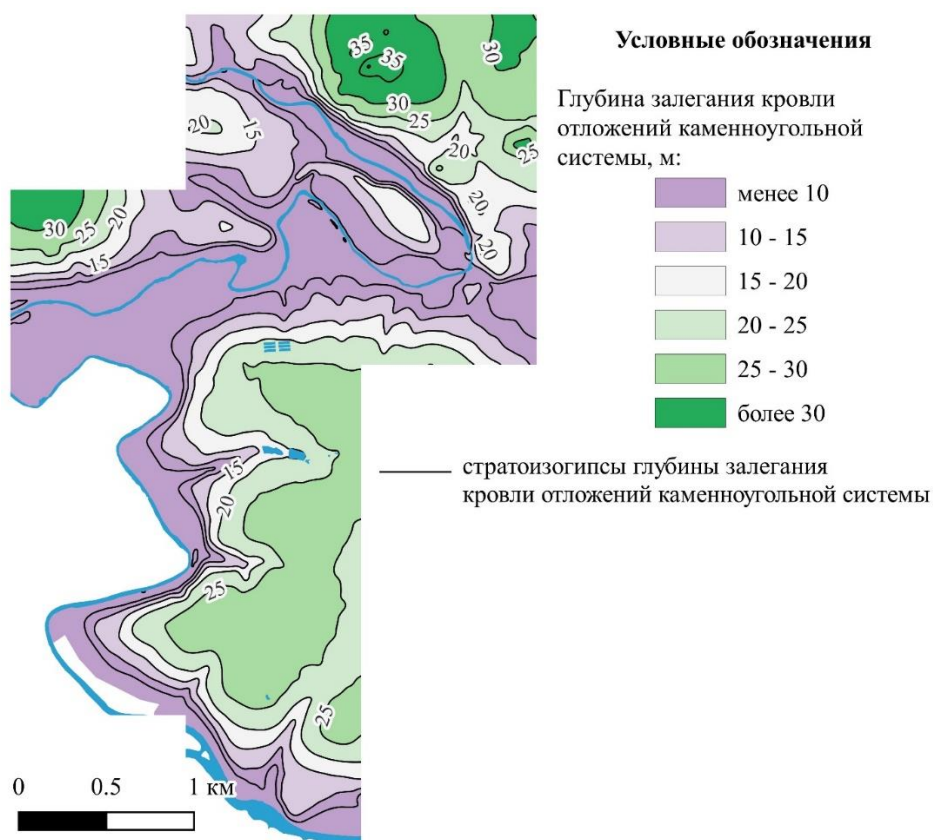 Условные обозначения
Глубина залегания кровли
отложений каменноугольной
системы, м:
менее 10
10 - 15
15 - 20
20 - 25
25 - 30
более 30
стратоизогипсы глубины залегания
кровли отложений каменноугольной системы
35
35
30
30
25
20
15
20
25
20
20
30
25
20
15
15
20
25
25
0 0.5 1 км